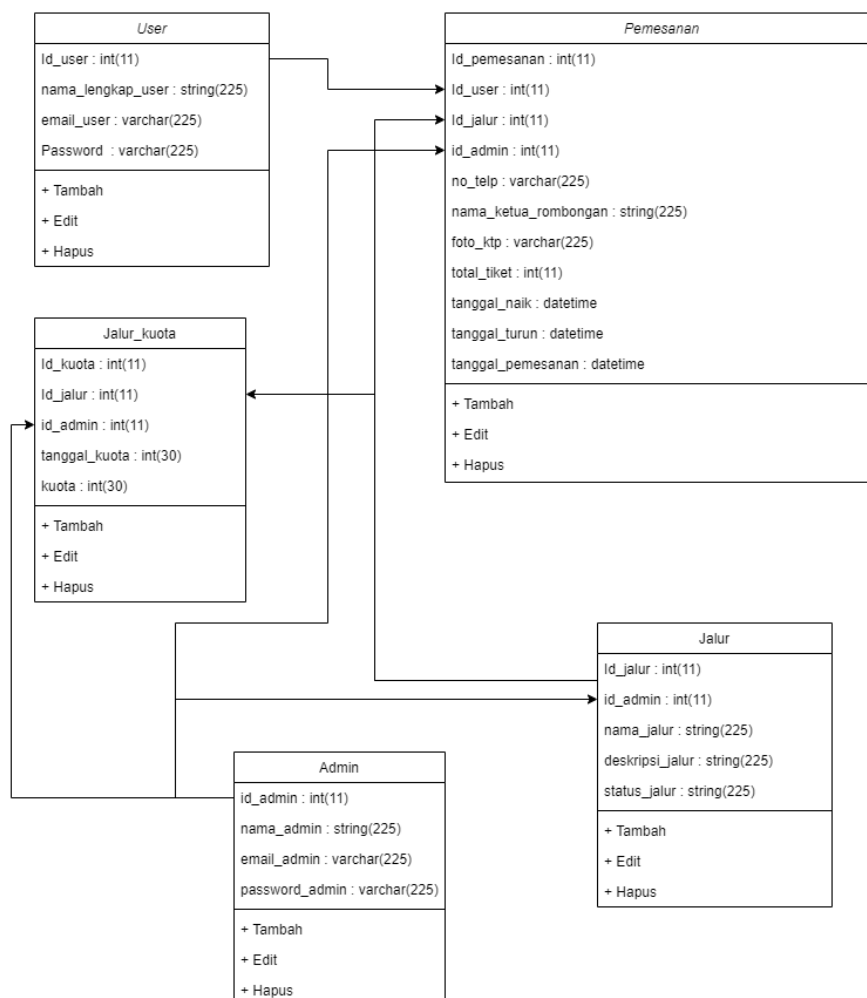 User
Id_user : int(11)
nama_lengkap_user : string(225)
email_user : varchar(225)
Password : varchar(225)
+ Tambah
+ Edit
+ Hapus
Pemesanan
Id_pemesanan : int(11)
Id_user : int(11)
Id_jalur : int(11)
id_admin : int(11)
no_telp : varchar(225)
nama_ketua_rombongan : string(225)
foto_ktp : varchar(225)
total_tiket : int(11)
tanggal_naik : datetime
tanggal_turun : datetime
tanggal_pemesanan : datetime
+ Tambah
+ Edit
+ Hapus
Jalur_kuota
Id_kuota : int(11)
Id_jalur : int(11)
id_admin : int(11)
tanggal_kuota : int(30)
kuota : int(30)
+ Tambah
+ Edit
+ Hapus
Jalur
Id_jalur : int(11)
id_admin : int(11)
nama_jalur : string(225)
deskripsi_jalur : string(225)
status_jalur : string(225)
+ Tambah
+ Edit
+ Hapus
Admin
id_admin : int(11)
nama_admin : string(225)
email_admin : varchar(225)
password_admin : varchar(225)
+ Tambah
+ Edit
+ Hapus